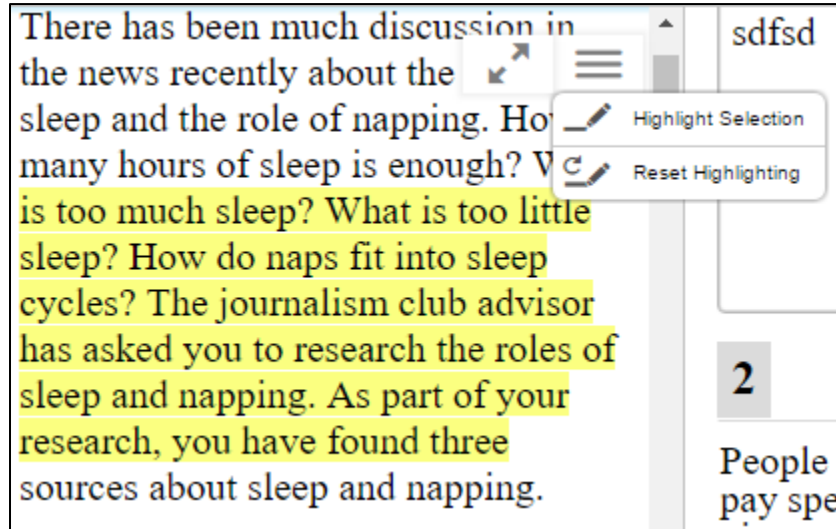 There has been much discussion in
the news recently about the
sleep and the role of napping.
many hours of sleep is enough?
is too much sleep? What is too little
sleep? How do naps fit into sleep
cycles? The journalism club advisor
has asked you to research the roles of
sleep and napping. As part of your
research, you have found three
sources about sleep and napping.
Highlight Selection
Reset Highlighting
sdfsd
2
People
pay